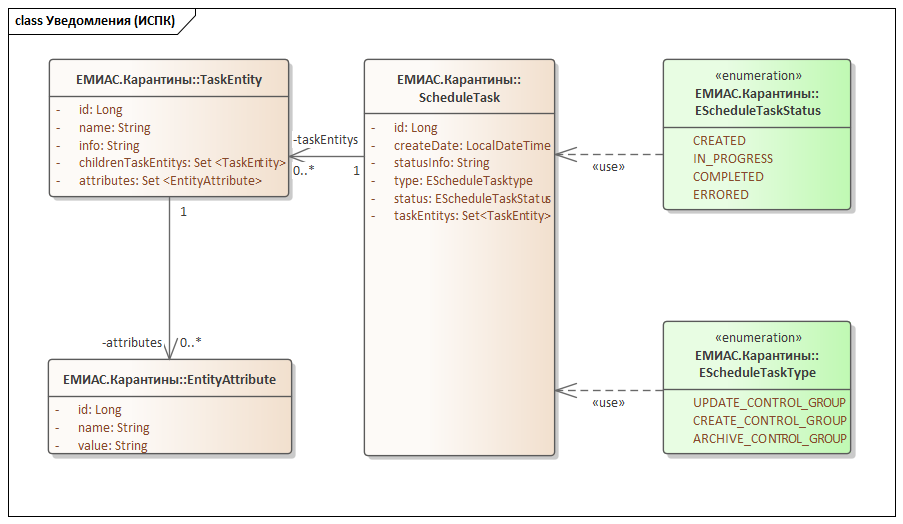 class Уведомления (ИСПК)
ЕМИАС.Карантины::TaskEntity
- id: Long
- name: String
- info: String
- childrenTaskEntitys: Set <TaskEntity>
- attributes: Set <EntityAttribute>
ЕМИАС.Карантины::
ScheduleTask
- id: Long
- createDate: LocalDateTime
- statusInfo: String
- type: EScheduleTasktype
- status: EScheduleTaskStatus
- taskEntitys: Set<TaskEntity>
«enumeration»
ЕМИАС.Карантины::
EScheduleTaskStatus
CREATED
IN_PROGRESS
COMPLETED
ERRORED
-taskEntitys
0..*
1
«use»
1
-attributes
0..*
ЕМИАС.Карантины::EntityAttribute
- id: Long
- name: String
- value: String
«enumeration»
ЕМИАС.Карантины::
EScheduleTaskType
UPDATE_CONTROL_GROUP
CREATE_CONTROL_GROUP
ARCHIVE_CONTROL_GROUP
«use»